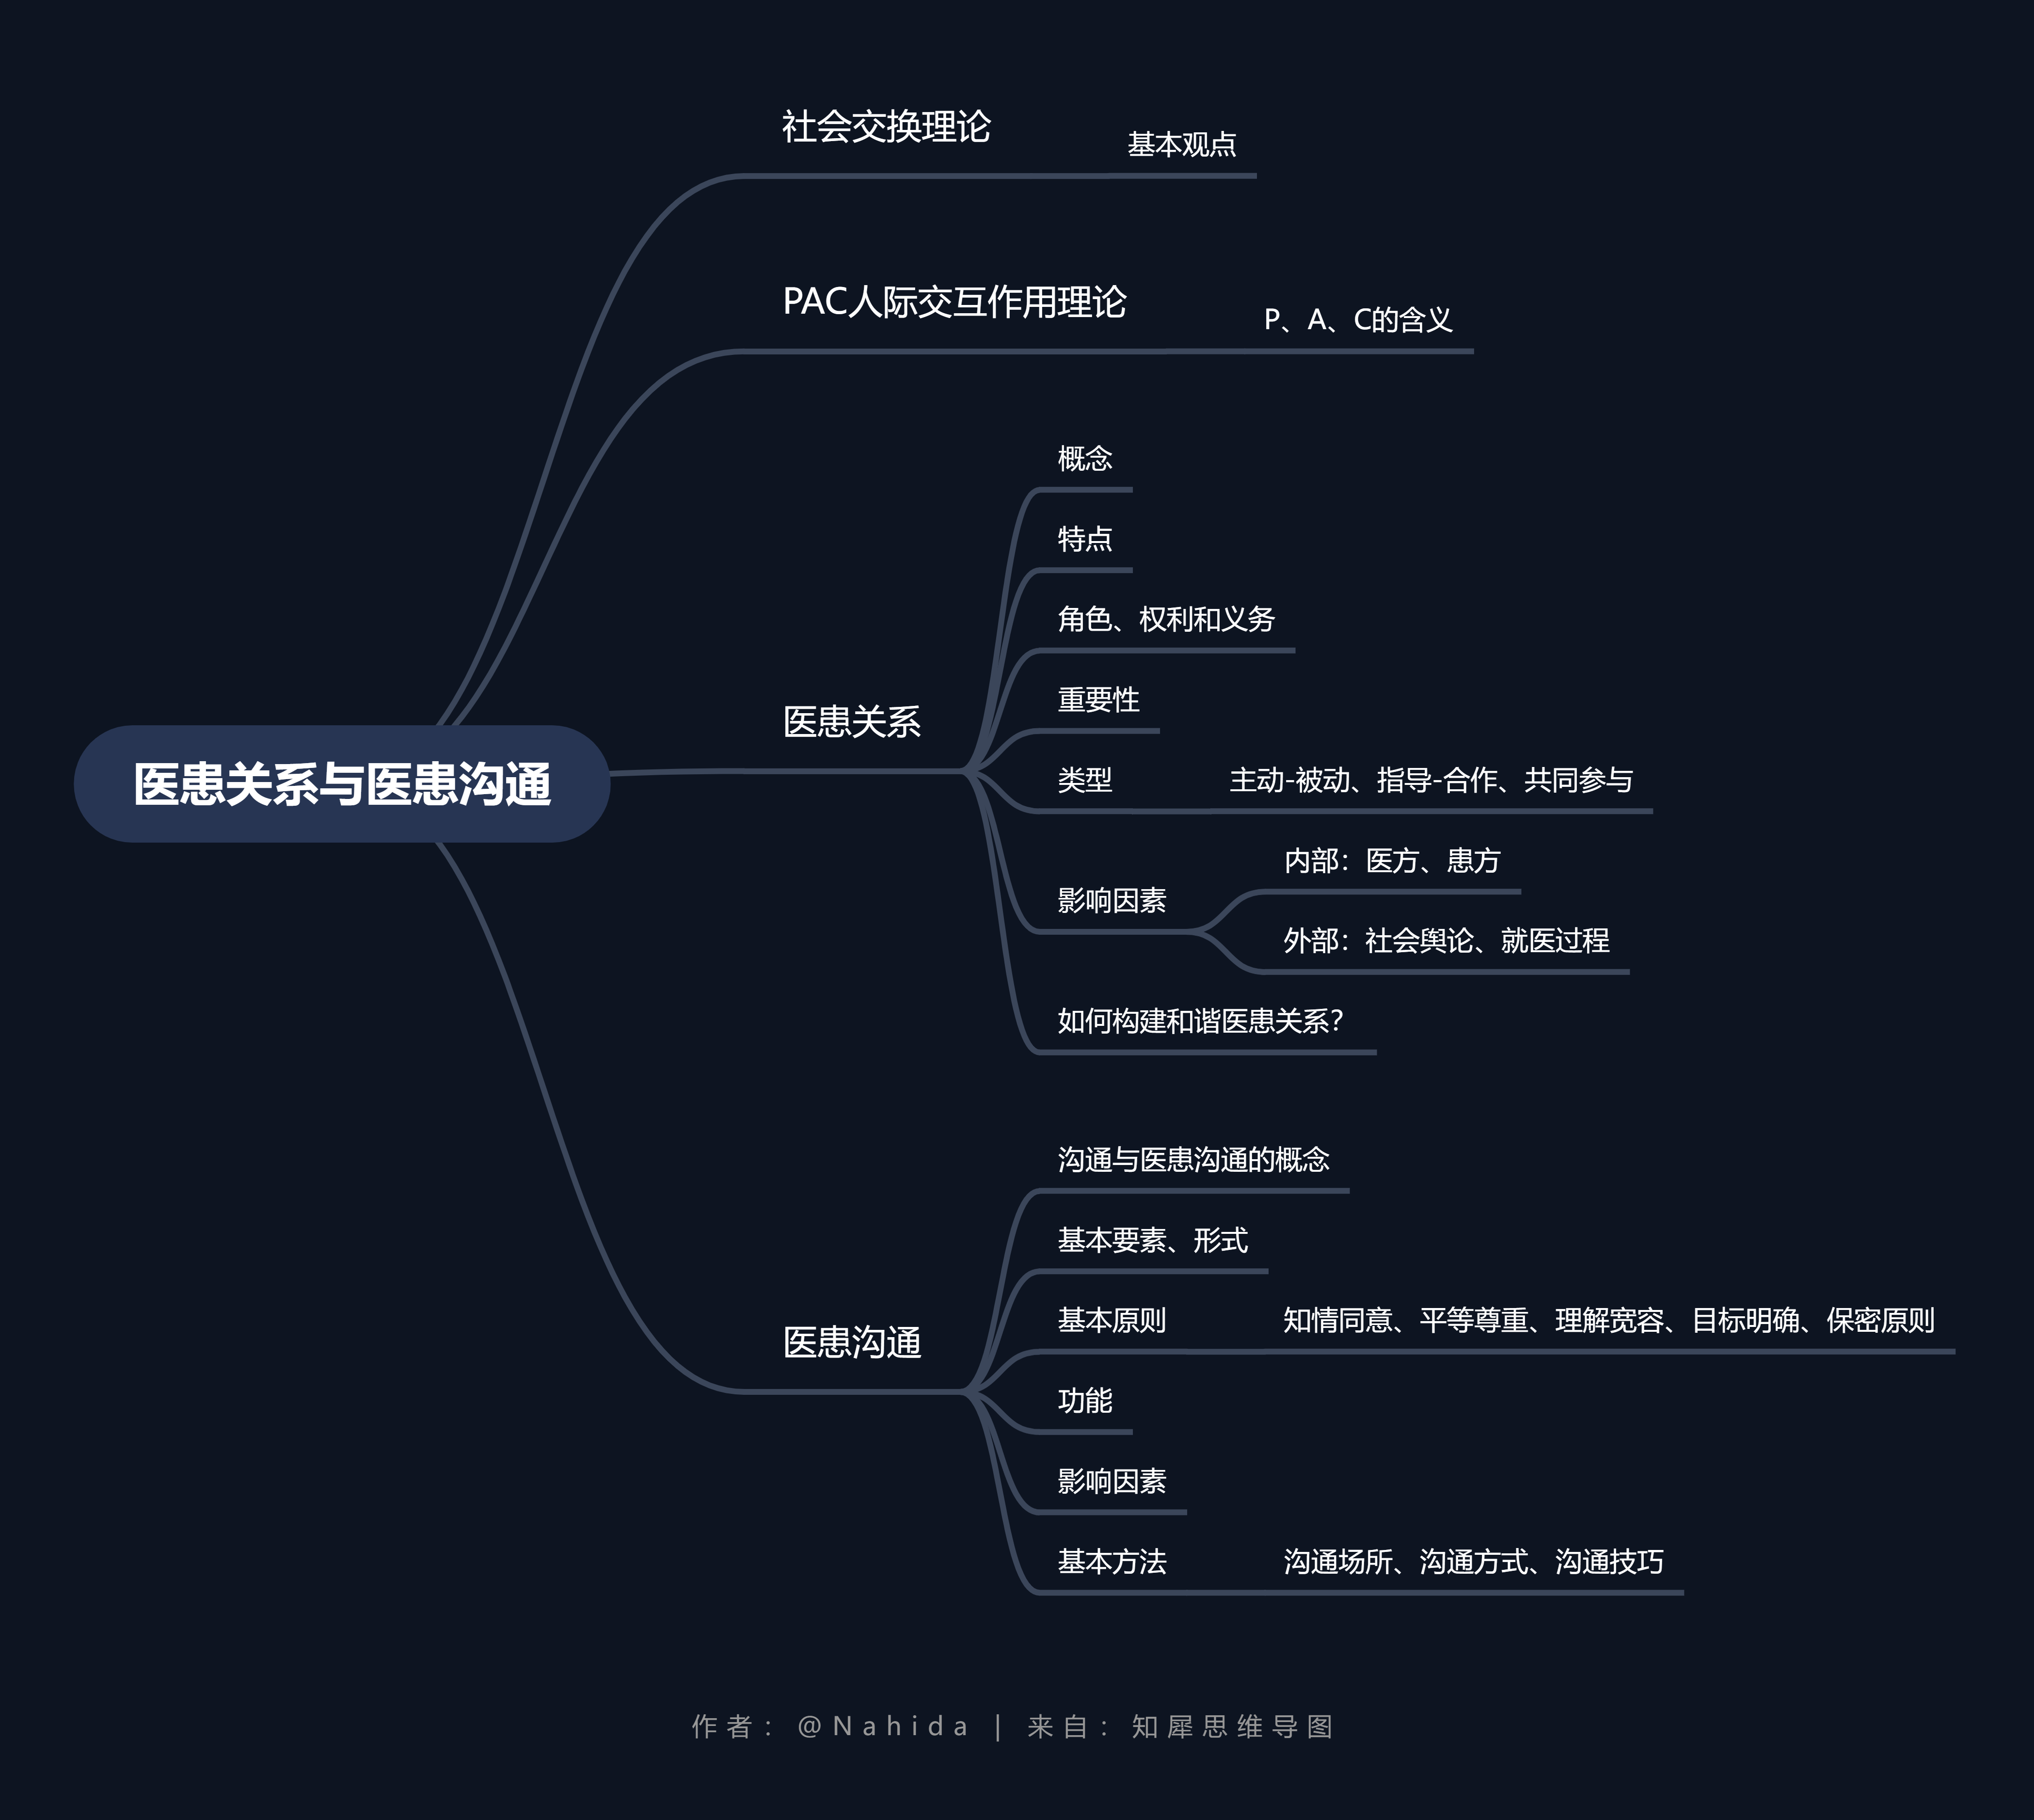 社会交换理论
基本观点
PAC人际交互作用理论
P、A、C的含义
概念
特点
角色、权利和义务
重要性
医患关系
类型
主动-被动、指导-合作、共同参与
内部：医方、患方
影响因素
外部：社会舆论、就医过程
如何构建和谐医患关系？
医患关系与医患沟通
沟通与医患沟通的概念
基本要素、形式
基本原则
知情同意、平等尊重、理解宽容、目标明确、保密原则
医患沟通
功能
影响因素
基本方法
沟通场所、沟通方式、沟通技巧
作者：@Nahida | 来自：知犀思维导图